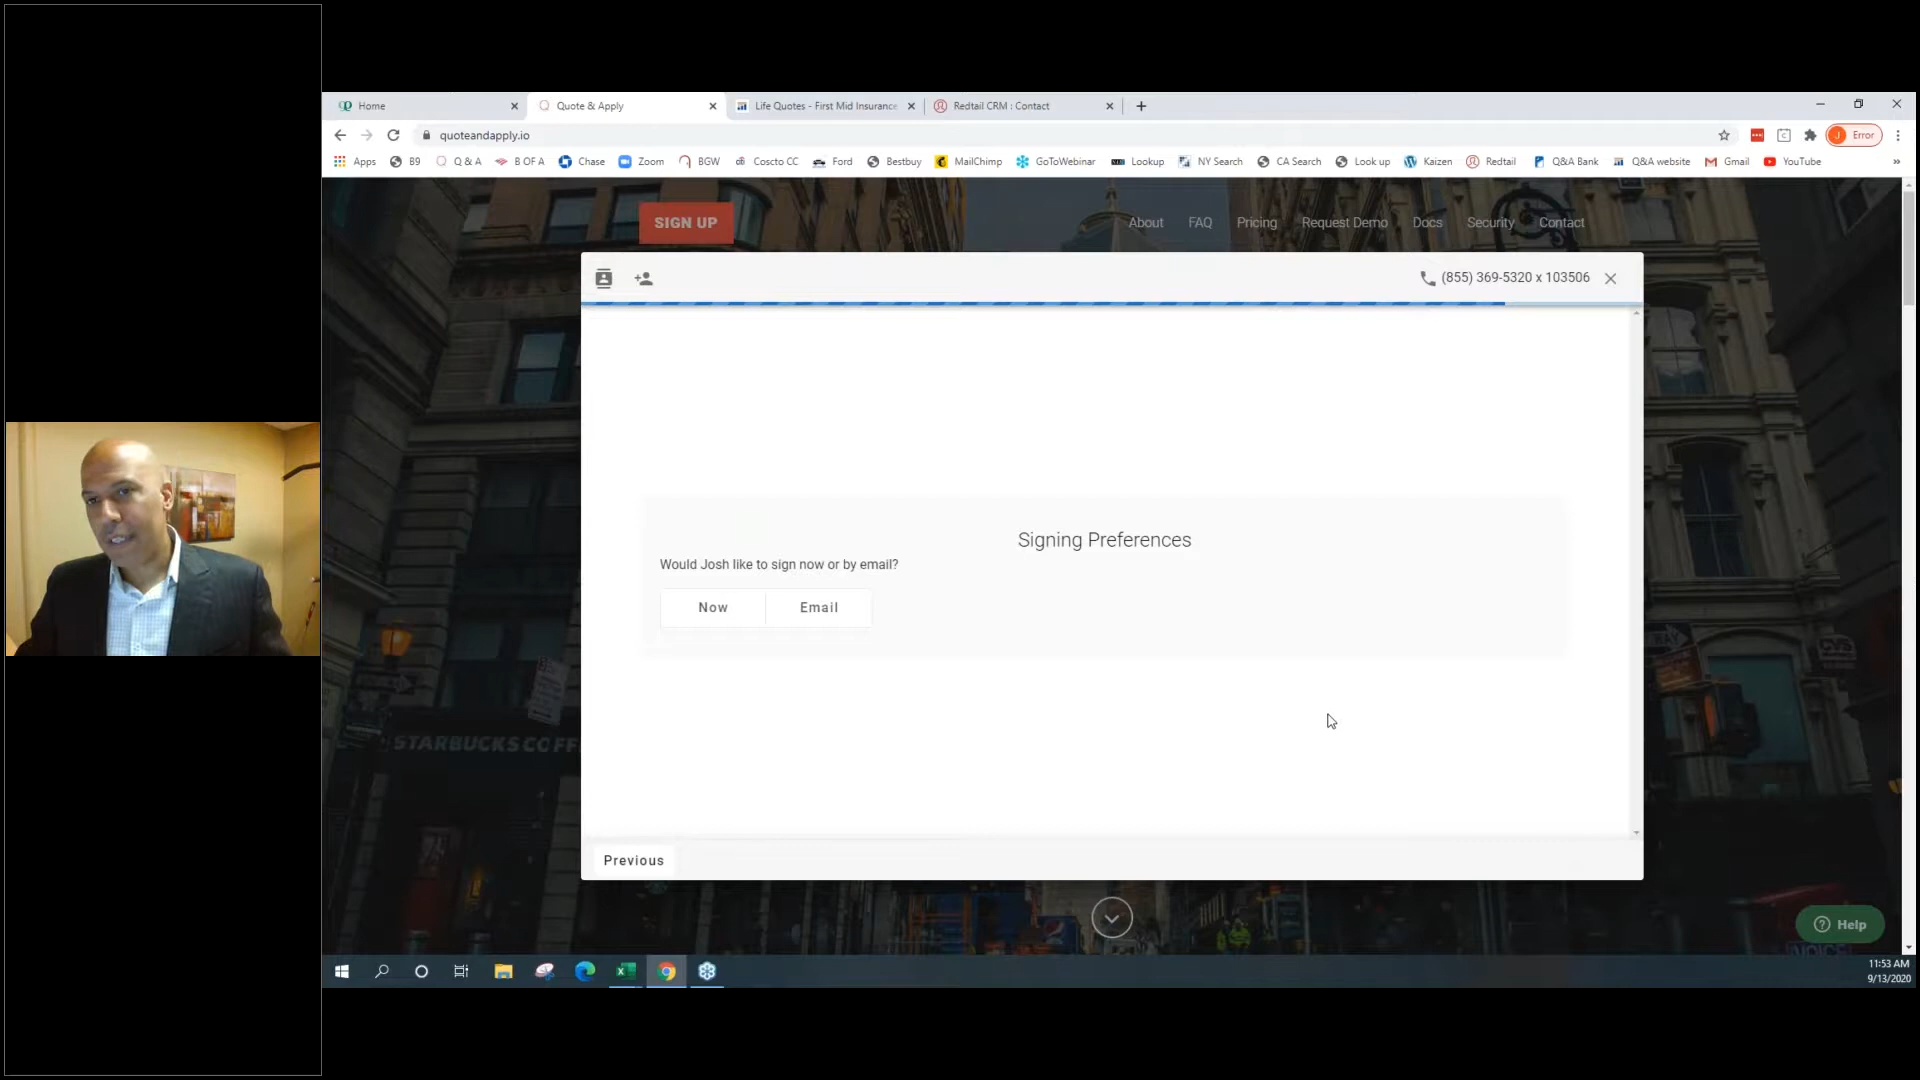 Home
Quote & Apply
Life Quotes - First Mid Insurance
Redtail CRM : Contact
quoteandapply.io
Error
Apps
B9
Q & A
B OF A
Chase
Zoom
BGW
Coscto CC
Ford
Bestbuy
MailChimp
GoToWebinar
Lookup
NY Search
CA Search
Look up
Kaizen
Redtail
Q&A Bank
Q&A website
Gmail
YouTube
SIGN UP
About
FAQ
Pricing
Request Demo
Docs
Security
Contact
(855) 369-5320 x 103506
Signing Preferences
Would Josh like to sign now or by email?
Now
Email
STARBUCKS COFF
Previous
Help
11:53 AM
9/13/2020